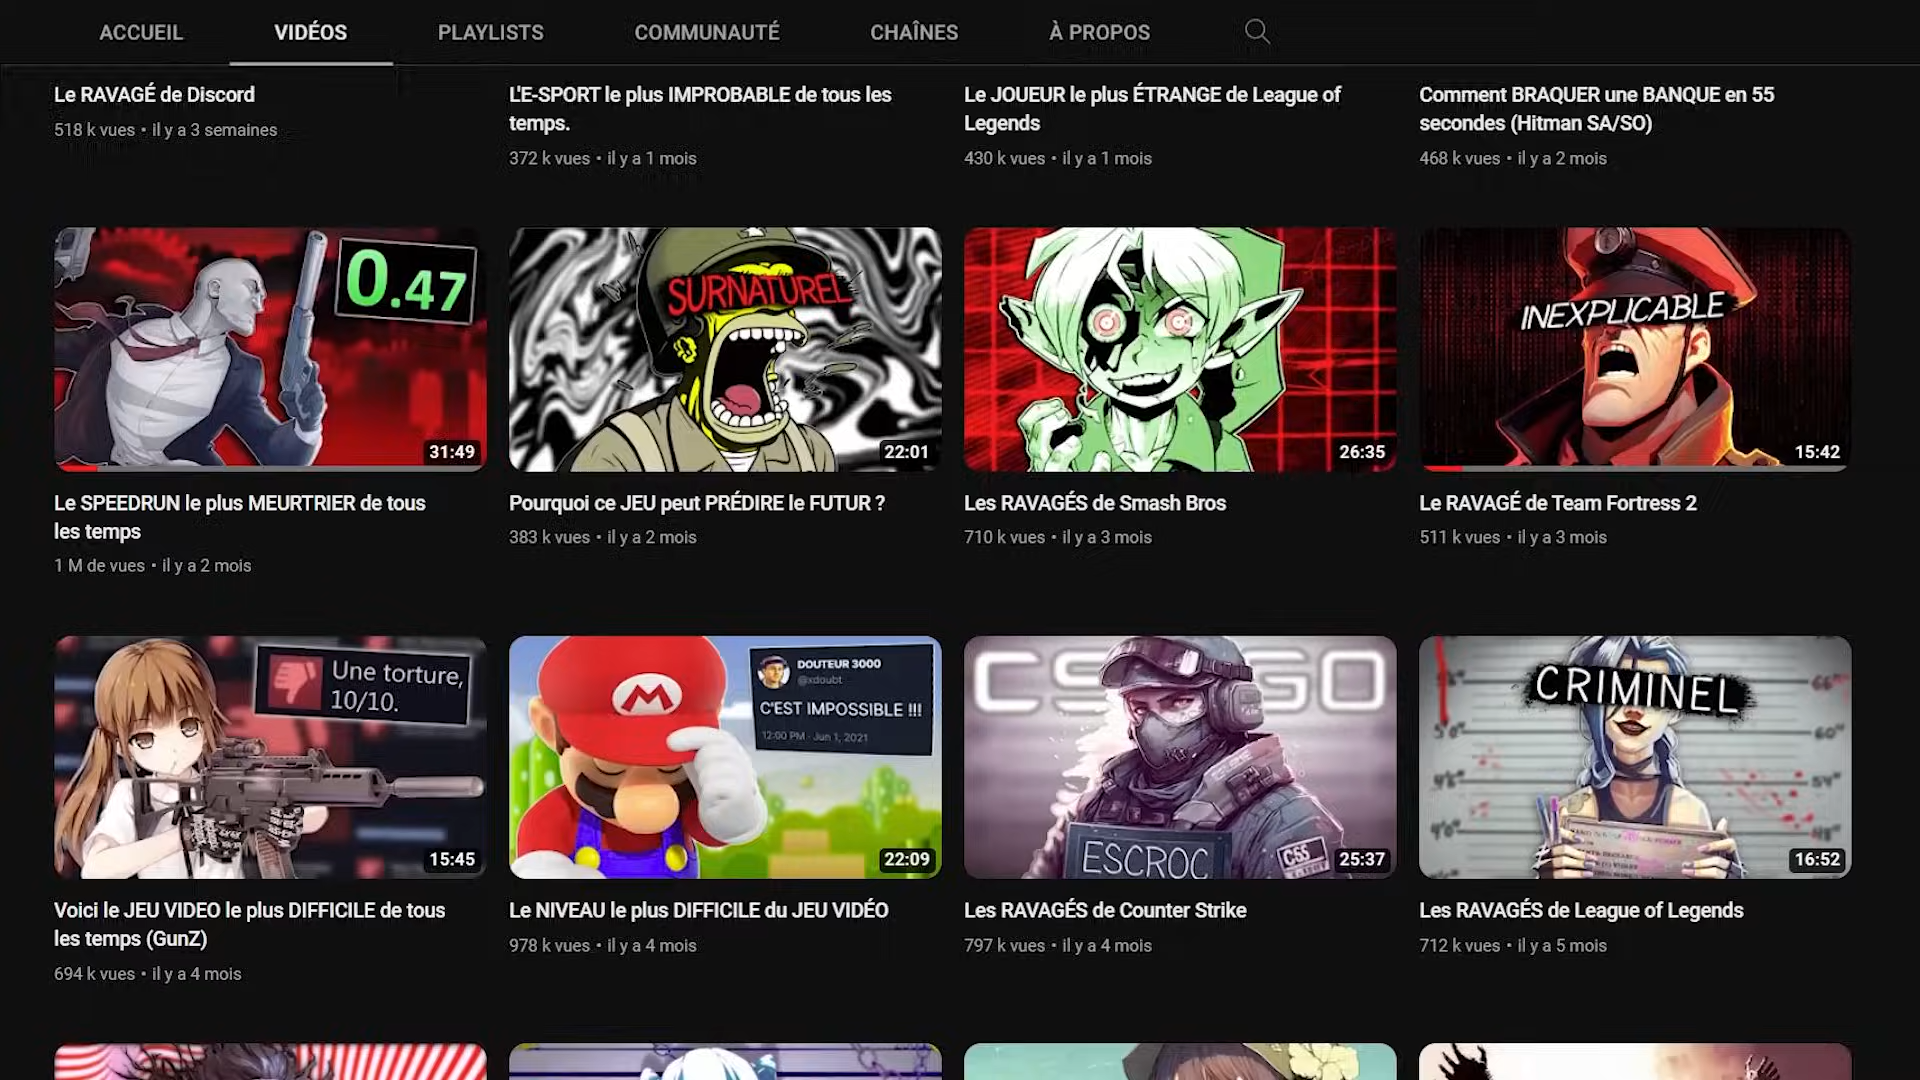 ACCUEIL
VIDÉOS
PLAYLISTS
COMMUNAUTÉ
CHAÎNES
À PROPOS
Le RAVAGÉ de Discord
518 k vues • il y a 3 semaines
L'E-SPORT le plus IMPROBABLE de tous les
temps.
372 k vues • il y a 1 mois
Le JOUEUR le plus ÉTRANGE de League of
Legends
430 k vues • il y a 1 mois
Comment BRAQUER une BANQUE en 55
secondes (Hitman SA/SO)
468 k vues • il y a 2 mois
0.47
31:49
SURNATUREL
22:01
26:35
INEXPLICABLE
15:42
Le SPEEDRUN le plus MEURTRIER de tous
les temps
1 M de vues • il y a 2 mois
Pourquoi ce JEU peut PRÉDIRE le FUTUR ?
383 k vues • il y a 2 mois
Les RAVAGÉS de Smash Bros
710 k vues • il y a 3 mois
Le RAVAGÉ de Team Fortress 2
511 k vues • il y a 3 mois
Une torture,
10/10.
15:45
M
DOUTEUR 3000
@xdoubt
C'EST IMPOSSIBLE !!!
12:00 PM · Jun 1, 2021
22:09
CS GO
ESCROC
CSS
25:37
CRIMINEL
16:52
Voici le JEU VIDEO le plus DIFFICILE de tous
les temps (GunZ)
694 k vues • il y a 4 mois
Le NIVEAU le plus DIFFICILE du JEU VIDÉO
978 k vues • il y a 4 mois
Les RAVAGÉS de Counter Strike
797 k vues • il y a 4 mois
Les RAVAGÉS de League of Legends
712 k vues • il y a 5 mois